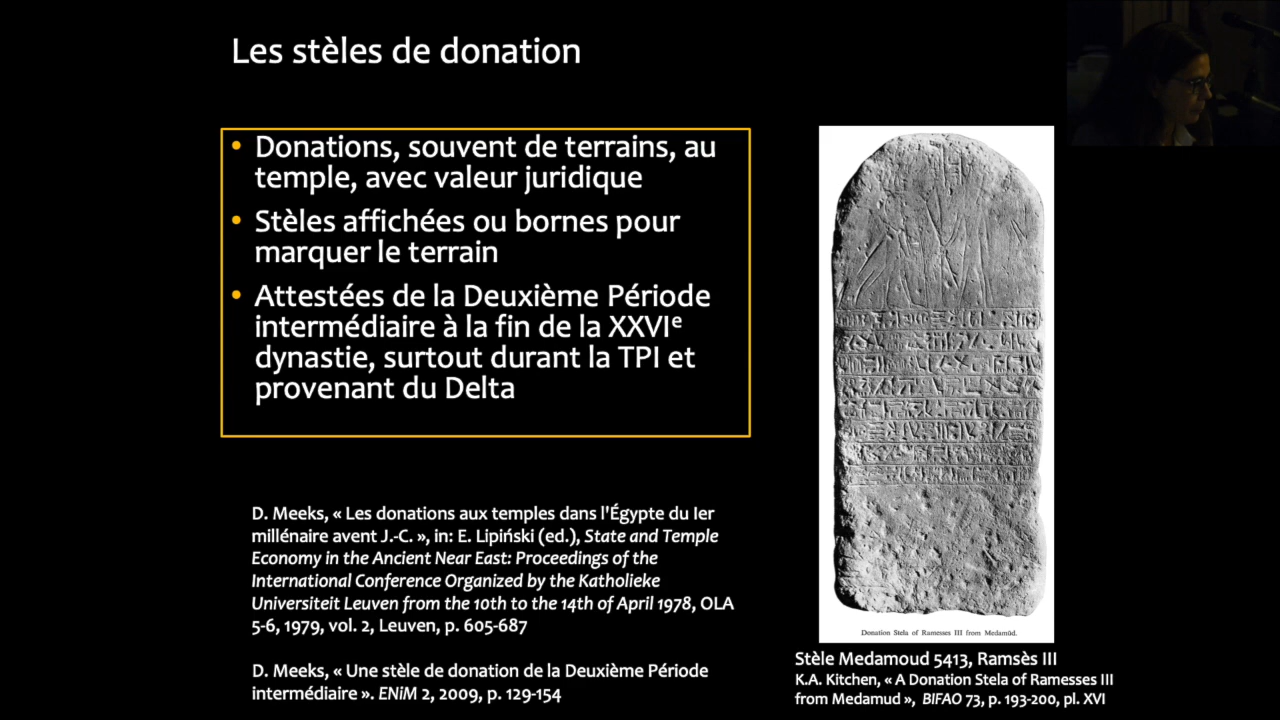 Les stèles de donation
• Donations, souvent de terrains, au
temple, avec valeur juridique
• Stèles affichées ou bornes pour
marquer le terrain
• Attestées de la Deuxième Période
intermédiaire à la fin de la XXVIᵉ
dynastie, surtout durant la TPI et
provenant du Delta
D. Meeks, « Les donations aux temples dans l'Égypte du Ier
millénaire avent J.-C. », in: E. Lipiński (ed.), State and Temple
Economy in the Ancient Near East: Proceedings of the
International Conference Organized by the Katholieke
Universiteit Leuven from the 10th to the 14th of April 1978, OLA
5-6, 1979, vol. 2, Leuven, p. 605-687
D. Meeks, « Une stèle de donation de la Deuxième Période
intermédiaire ». ENiM 2, 2009, p. 129-154
Donation Stela of Ramesses III from Medamūd.
Stèle Medamoud 5413, Ramsès III
K.A. Kitchen, « A Donation Stela of Ramesses III
from Medamud », BIFAO 73, p. 193-200, pl. XVI